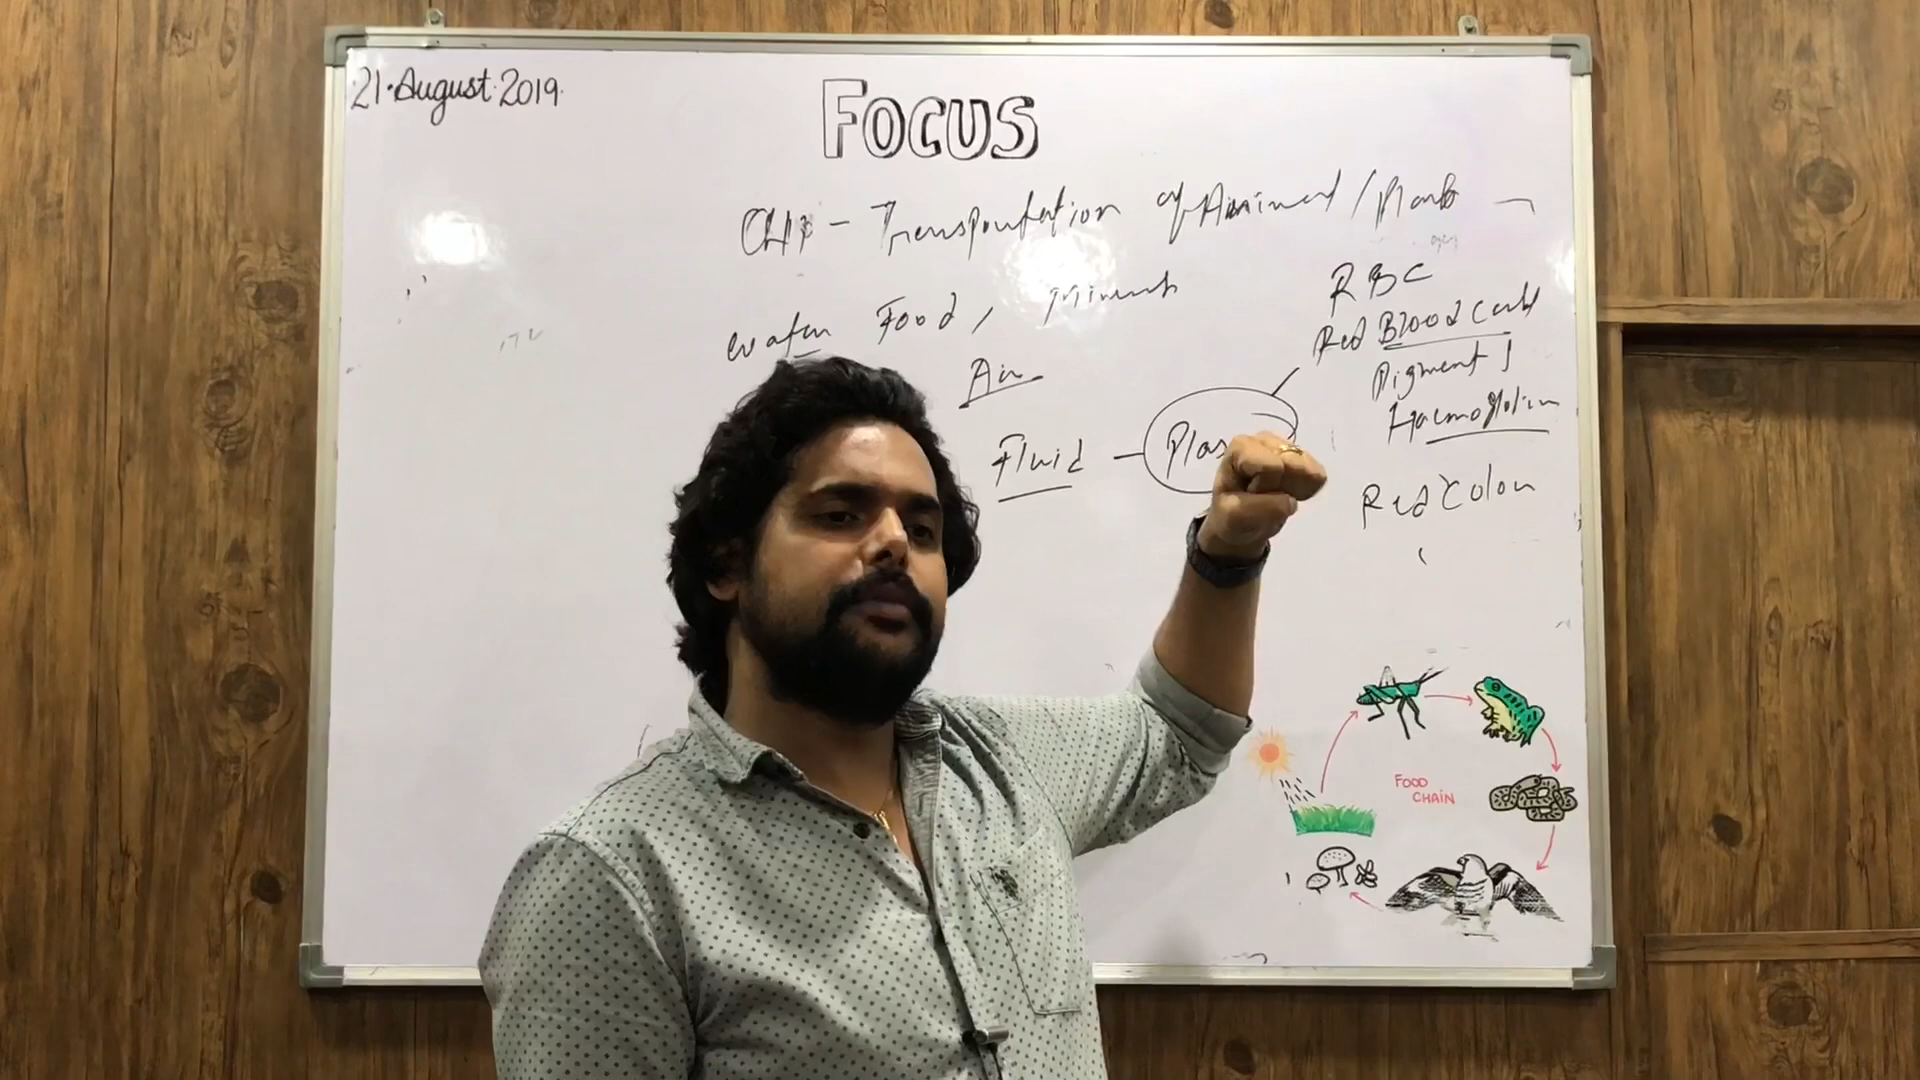 21·August·2019
FOCUS
CH - Transportation of Animal / Plants
water Food, Minerals
Air
Fluid - Plas
RBC
Red Blood Cell
Pigment
Haemoglobin
Red Colour
FOOD
CHAIN